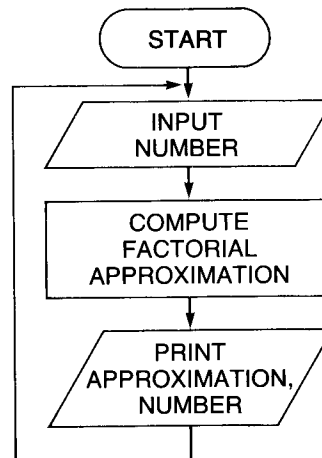 START
INPUT
NUMBER
COMPUTE
FACTORIAL
APPROXIMATION
PRINT
APPROXIMATION,
NUMBER